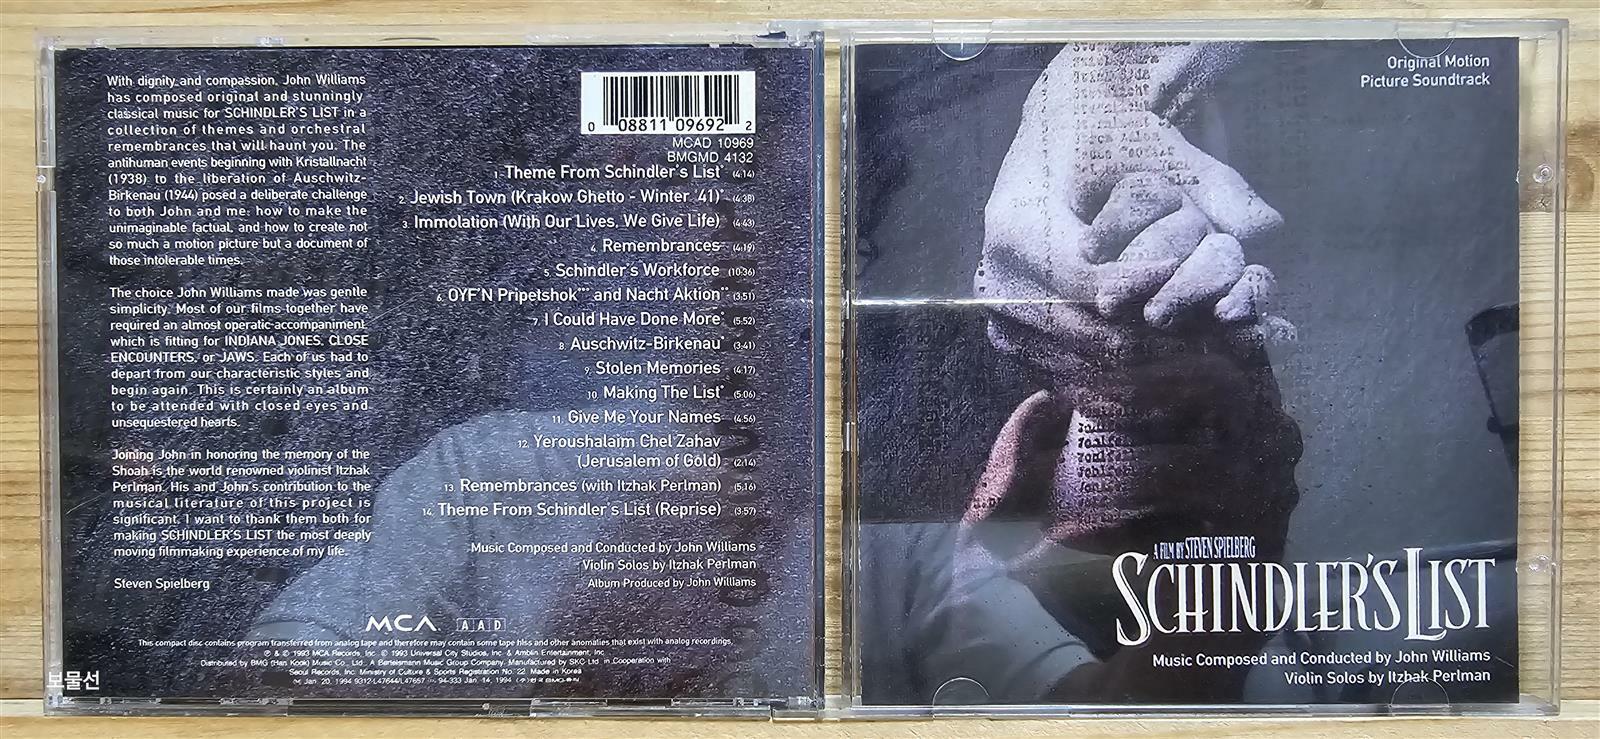 With dignity and compassion, John Williams
has composed original and stunningly
classical music for SCHINDLER'S LIST in a
collection of themes and orchestral
remembrances that will haunt you. The
antihuman events beginning with Kristallnacht
(1938) to the liberation of Auschwitz-
Birkenau (1944) posed a deliberate challenge
to both John and me: how to make the
unimaginable factual, and how to create not
so much a motion picture but a document of
those intolerable times.
The choice John Williams made was gentle
simplicity. Most of our films together have
required an almost operatic accompaniment,
which is fitting for INDIANA JONES, CLOSE
ENCOUNTERS, or JAWS. Each of us had to
depart from our characteristic styles and
begin again. This is certainly an album
to be attended with closed eyes and
unsequestered hearts.
Joining John in honoring the memory of the
Shoah is the world renowned violinist Itzhak
Perlman. His and John's contribution to the
musical literature of this project is
significant. I want to thank them both for
making SCHINDLER'S LIST the most deeply
moving filmmaking experience of my life.
Steven Spielberg
0 08811 09692 2
MCAD 10969
BMGMD 4132
1. Theme From Schindler's List* (4:14)
2. Jewish Town (Krakow Ghetto - Winter '41)* (4:38)
3. Immolation (With Our Lives, We Give Life) (4:43)
4. Remembrances (4:19)
5. Schindler's Workforce (10:36)
6. OYF'N Pripetshok*** and Nacht Aktion** (3:51)
7. I Could Have Done More* (5:52)
8. Auschwitz-Birkenau* (3:41)
9. Stolen Memories (4:17)
10. Making The List* (5:06)
11. Give Me Your Names (4:56)
12. Yeroushalaim Chel Zahav
(Jerusalem of Gold) (2:14)
13. Remembrances (with Itzhak Perlman) (5:16)
14. Theme From Schindler's List (Reprise) (3:57)
Music Composed and Conducted by John Williams
Violin Solos by Itzhak Perlman
Album Produced by John Williams
MCA AAD
This compact disc contains program transferred from analog tape and therefore may contain some tape hiss and other anomalies that exist with analog recordings.
℗ & © 1993 MCA Records, Inc. © 1993 Universal City Studios, Inc. & Amblin Entertainment, Inc.
Distributed by BMG (Han Kook) Music Co., Ltd., A Bertelsmann Music Group Company. Manufactured by SKC Ltd. in Cooperation with
Seoul Records, Inc. Ministry of Culture & Sports Registration No. 22. Made in Korea
Jan. 20, 1994 9312-L47644/L47657 94-333 Jan. 14, 1994
보물선
Original Motion
Picture Soundtrack
A FILM BY STEVEN SPIELBERG
SCHINDLER'S LIST
Music Composed and Conducted by John Williams
Violin Solos by Itzhak Perlman